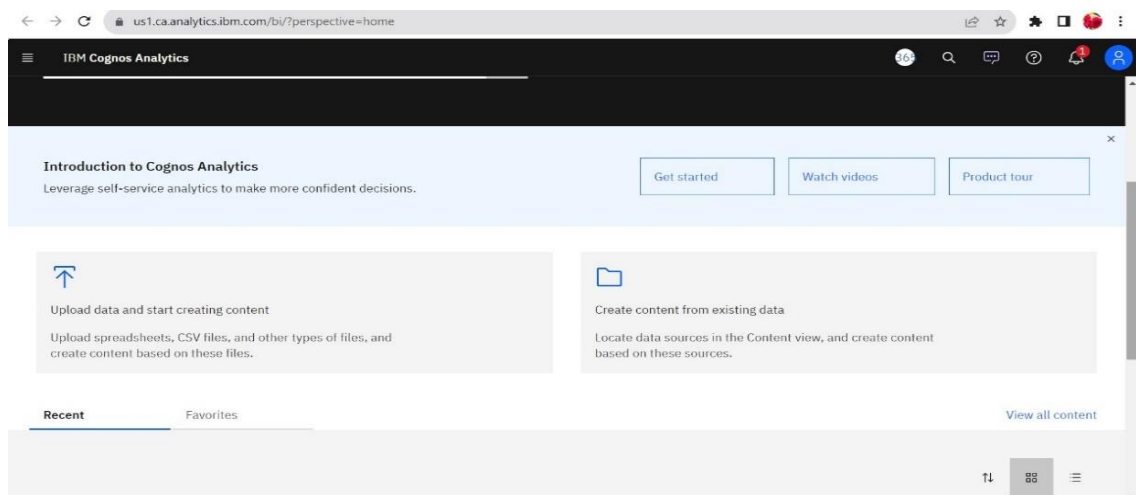 us1.ca.analytics.ibm.com/bi/?perspective=home
IBM Cognos Analytics
365
1
Introduction to Cognos Analytics
Leverage self-service analytics to make more confident decisions.
Get started
Watch videos
Product tour
Upload data and start creating content
Upload spreadsheets, CSV files, and other types of files, and
create content based on these files.
Create content from existing data
Locate data sources in the Content view, and create content
based on these sources.
Recent
Favorites
View all content